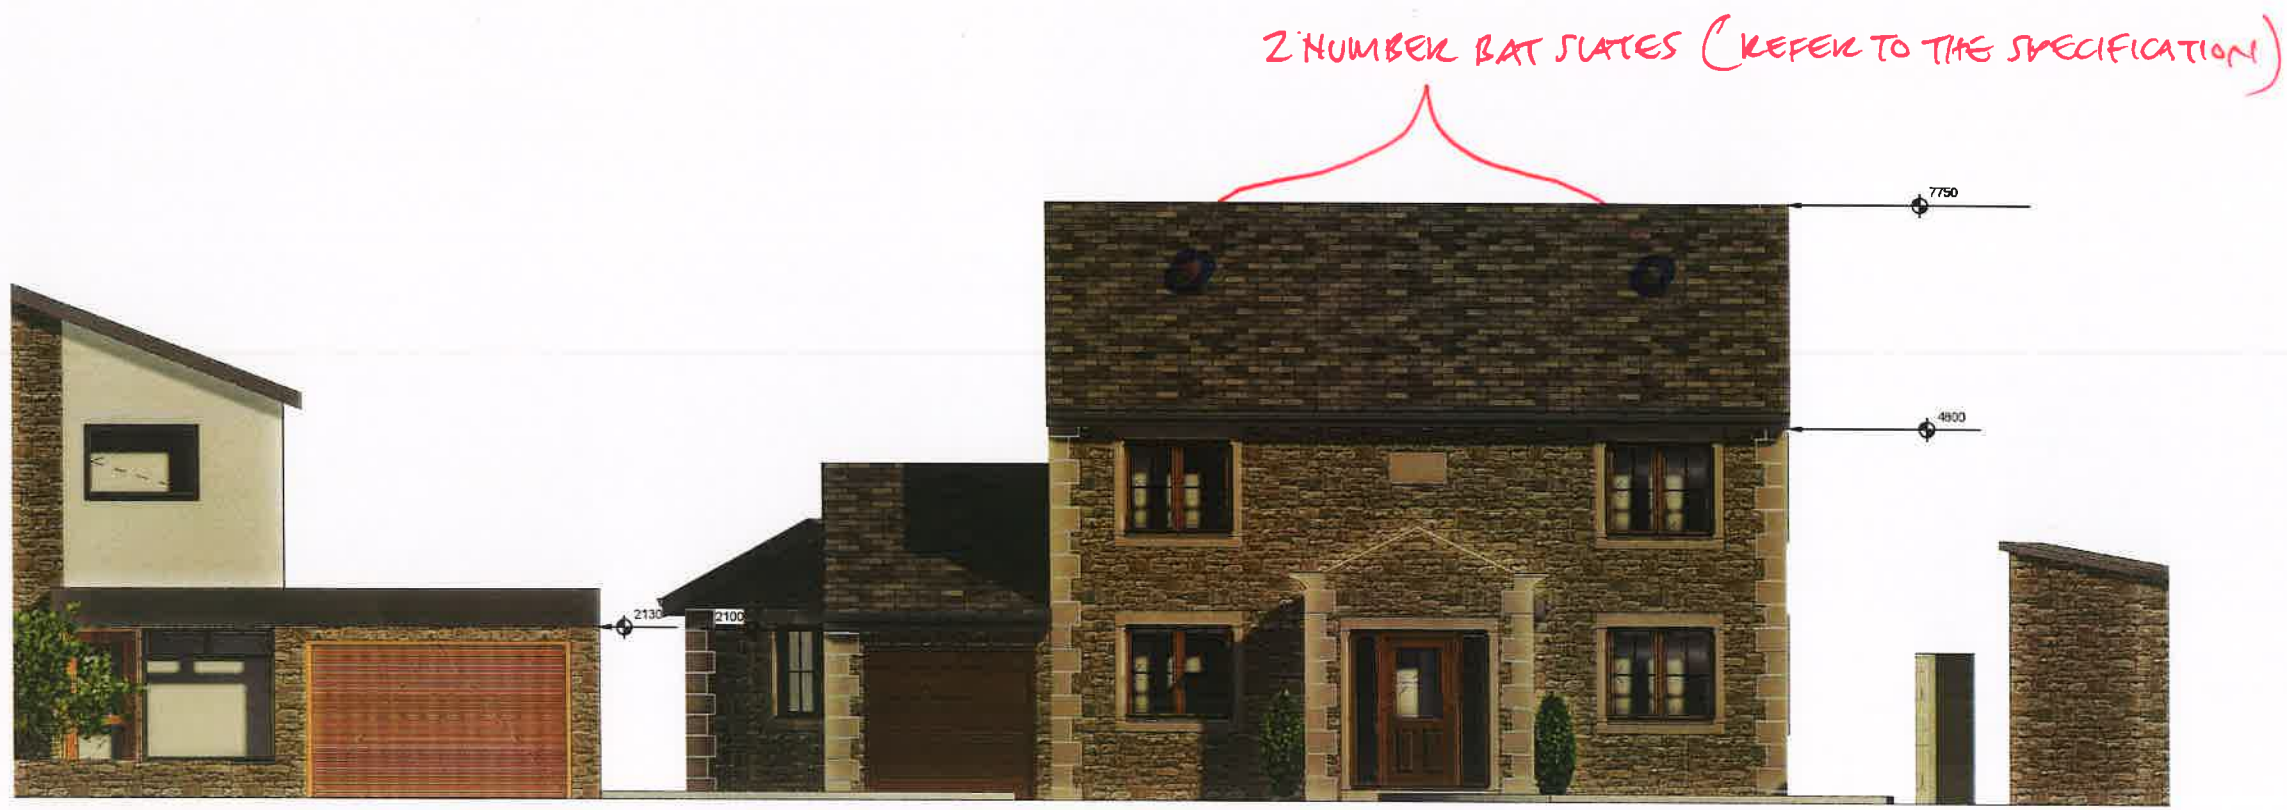 2 NUMBER BAT SLATES (REFER TO THE SPECIFICATION)
7750
4800
2130
2100